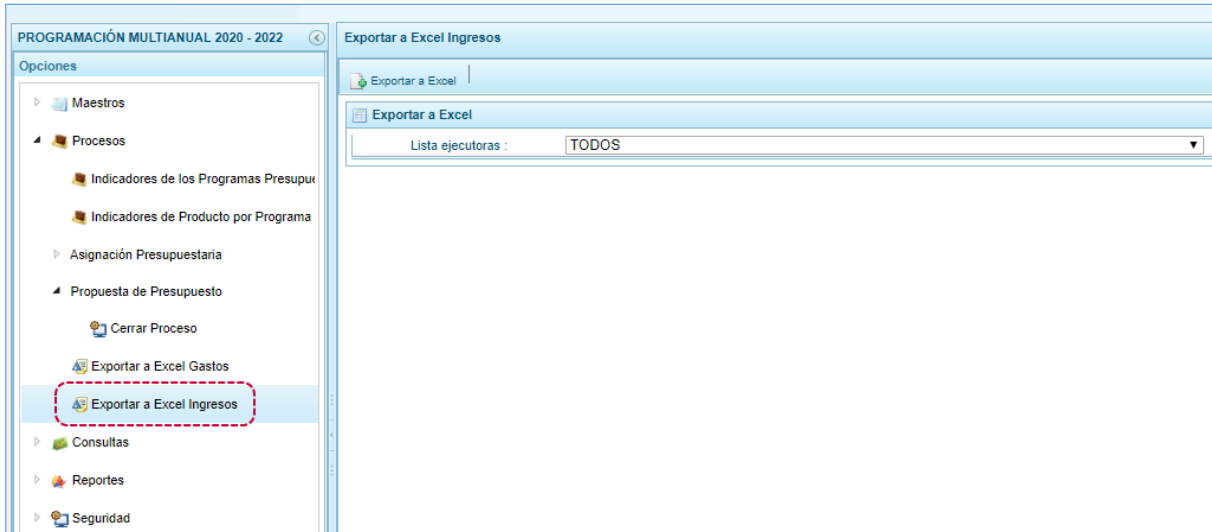 PROGRAMACIÓN MULTIANUAL 2020 - 2022
Opciones
Maestros
Procesos
Indicadores de los Programas Presupue
Indicadores de Producto por Programa
Asignación Presupuestaria
Propuesta de Presupuesto
Cerrar Proceso
Exportar a Excel Gastos
Exportar a Excel Ingresos
Consultas
Reportes
Seguridad
Exportar a Excel Ingresos
Exportar a Excel
Exportar a Excel
Lista ejecutoras : TODOS